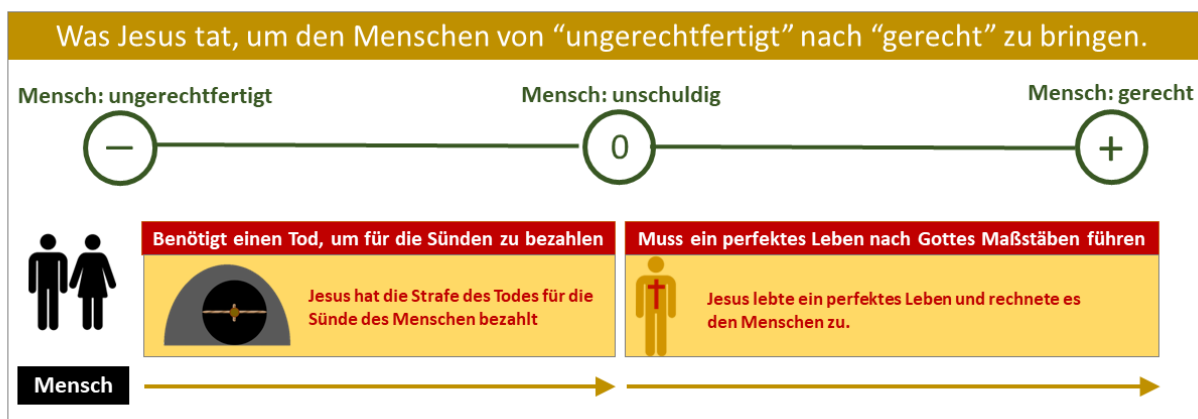 Was Jesus tat, um den Menschen von “ungerechtfertigt” nach “gerecht” zu bringen.
Mensch: ungerechtfertigt
Mensch: unschuldig
Mensch: gerecht
−
0
+
Benötigt einen Tod, um für die Sünden zu bezahlen
Jesus hat die Strafe des Todes für die
Sünde des Menschen bezahlt
Muss ein perfektes Leben nach Gottes Maßstäben führen
Jesus lebte ein perfektes Leben und rechnete es
den Menschen zu.
Mensch